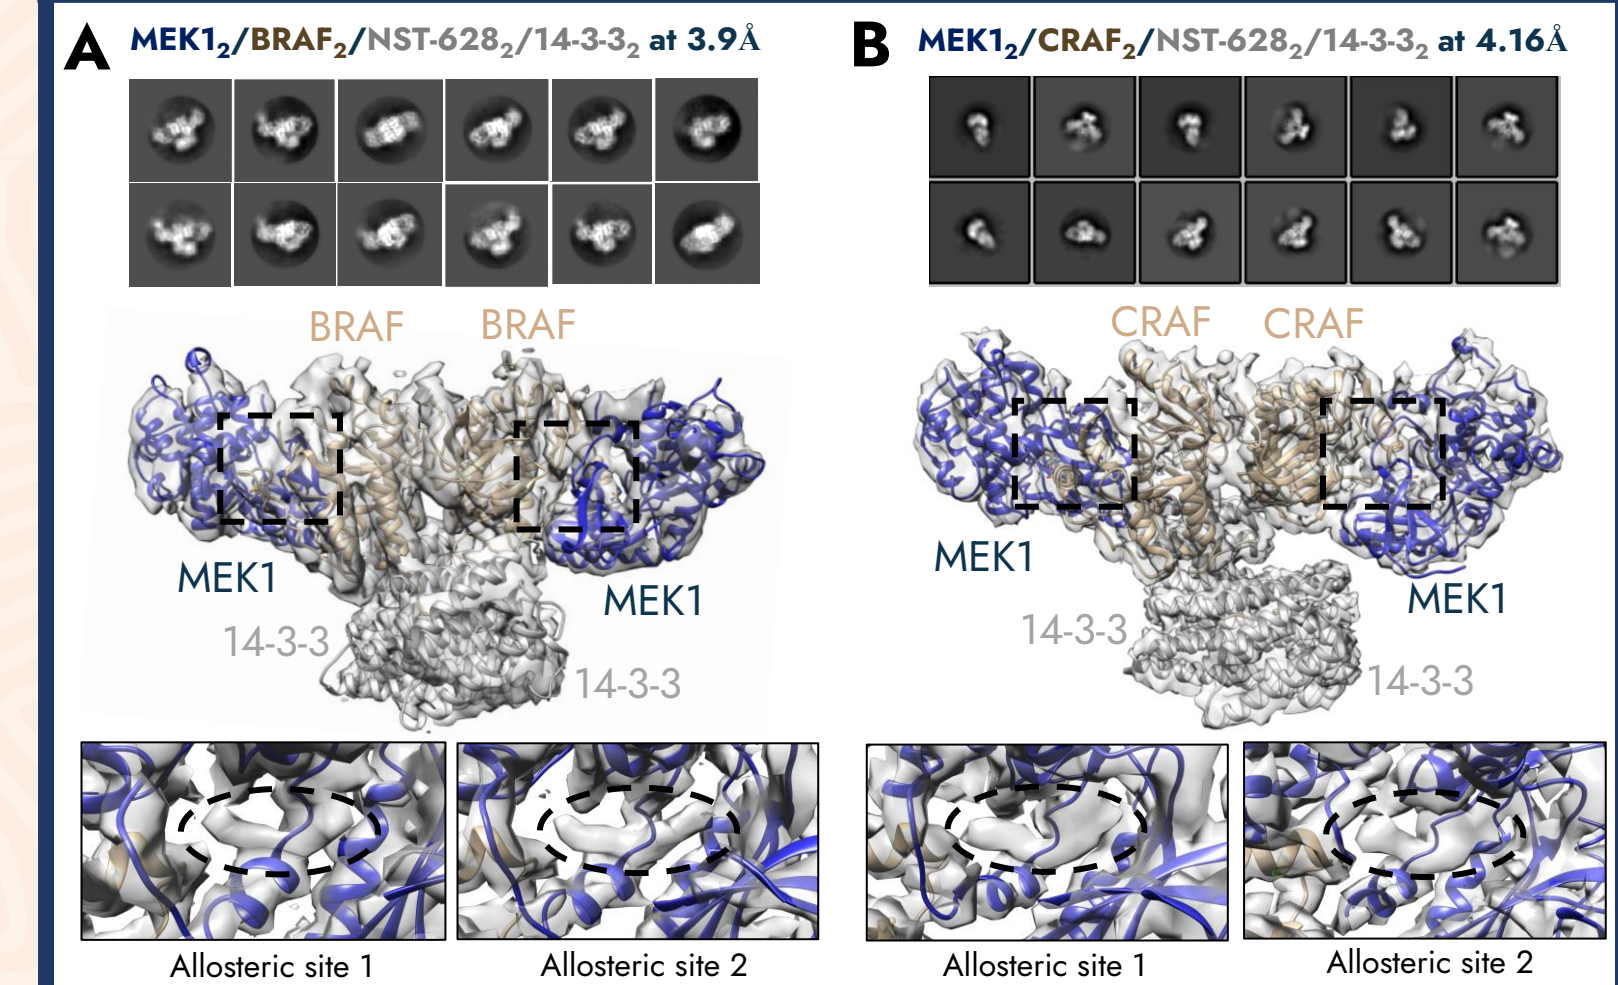 A MEK1₂/BRAF₂/NST-628₂/14-3-3₂ at 3.9Å
BRAF BRAF
MEK1
MEK1
14-3-3
14-3-3
Allosteric site 1
Allosteric site 2
B MEK1₂/CRAF₂/NST-628₂/14-3-3₂ at 4.16Å
CRAF CRAF
MEK1
MEK1
14-3-3
14-3-3
Allosteric site 1
Allosteric site 2